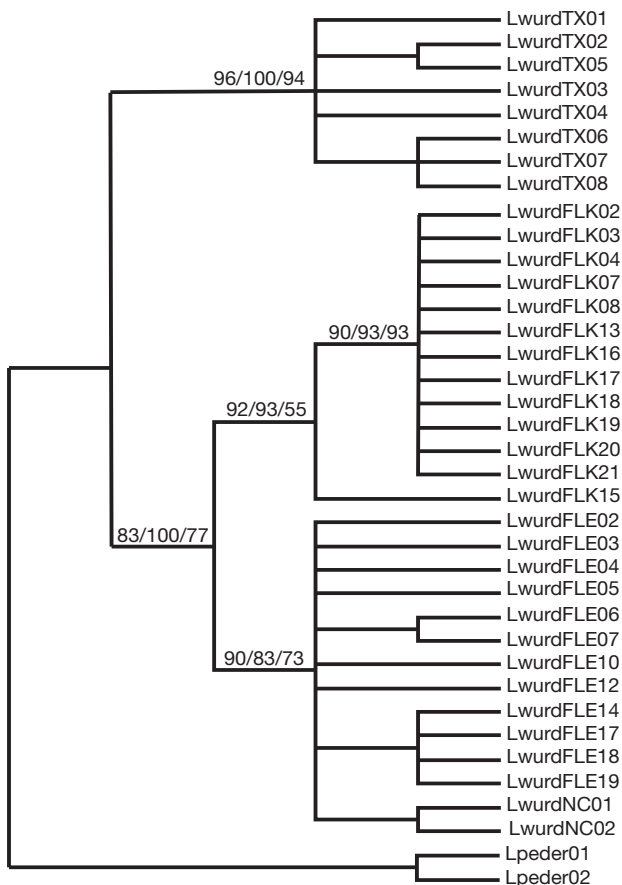 LwurdTX01
LwurdTX02
LwurdTX05
96/100/94
LwurdTX03
LwurdTX04
LwurdTX06
LwurdTX07
LwurdTX08
LwurdFLK02
LwurdFLK03
LwurdFLK04
LwurdFLK07
LwurdFLK08
90/93/93
LwurdFLK13
LwurdFLK16
LwurdFLK17
LwurdFLK18
92/93/55
LwurdFLK19
LwurdFLK20
LwurdFLK21
LwurdFLK15
LwurdFLE02
83/100/77
LwurdFLE03
LwurdFLE04
LwurdFLE05
LwurdFLE06
LwurdFLE07
90/83/73
LwurdFLE10
LwurdFLE12
LwurdFLE14
LwurdFLE17
LwurdFLE18
LwurdFLE19
LwurdNC01
LwurdNC02
Lpeder01
Lpeder02